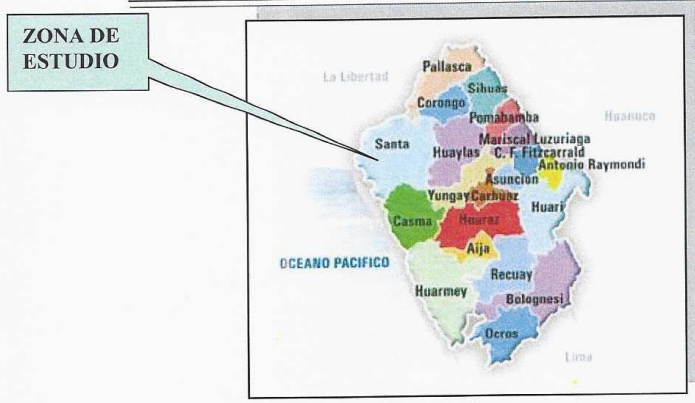 ZONA DE
ESTUDIO
La Libertad
Pallasca
Sihuas
Corongo
Pomabamba
Huanuco
Mariscal Luzuriaga
Santa
Huaylas
C. F. Fitzcarrald
Antonio Raymondi
Asuncion
Yungay
Carhuaz
Huari
Casma
Huaraz
Aija
OCEANO PACIFICO
Recuay
Huarmey
Bolognesi
Ocros
Lima